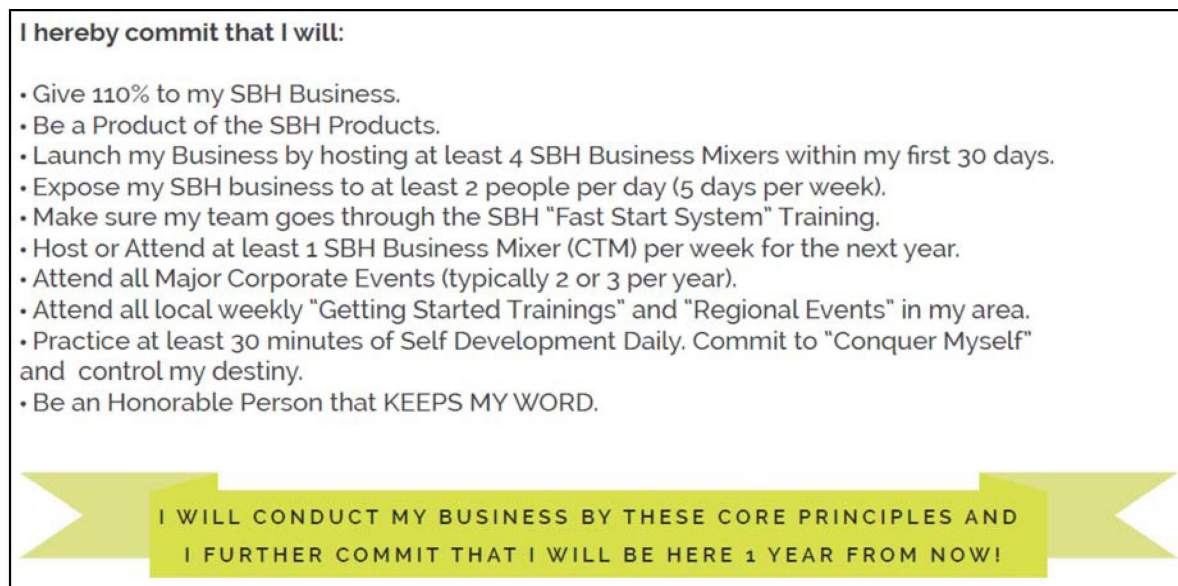 I hereby commit that I will:
• Give 110% to my SBH Business.
• Be a Product of the SBH Products.
• Launch my Business by hosting at least 4 SBH Business Mixers within my first 30 days.
• Expose my SBH business to at least 2 people per day (5 days per week).
• Make sure my team goes through the SBH "Fast Start System" Training.
• Host or Attend at least 1 SBH Business Mixer (CTM) per week for the next year.
• Attend all Major Corporate Events (typically 2 or 3 per year).
• Attend all local weekly "Getting Started Trainings" and "Regional Events" in my area.
• Practice at least 30 minutes of Self Development Daily. Commit to "Conquer Myself"
and control my destiny.
• Be an Honorable Person that KEEPS MY WORD.
I WILL CONDUCT MY BUSINESS BY THESE CORE PRINCIPLES AND
I FURTHER COMMIT THAT I WILL BE HERE 1 YEAR FROM NOW!